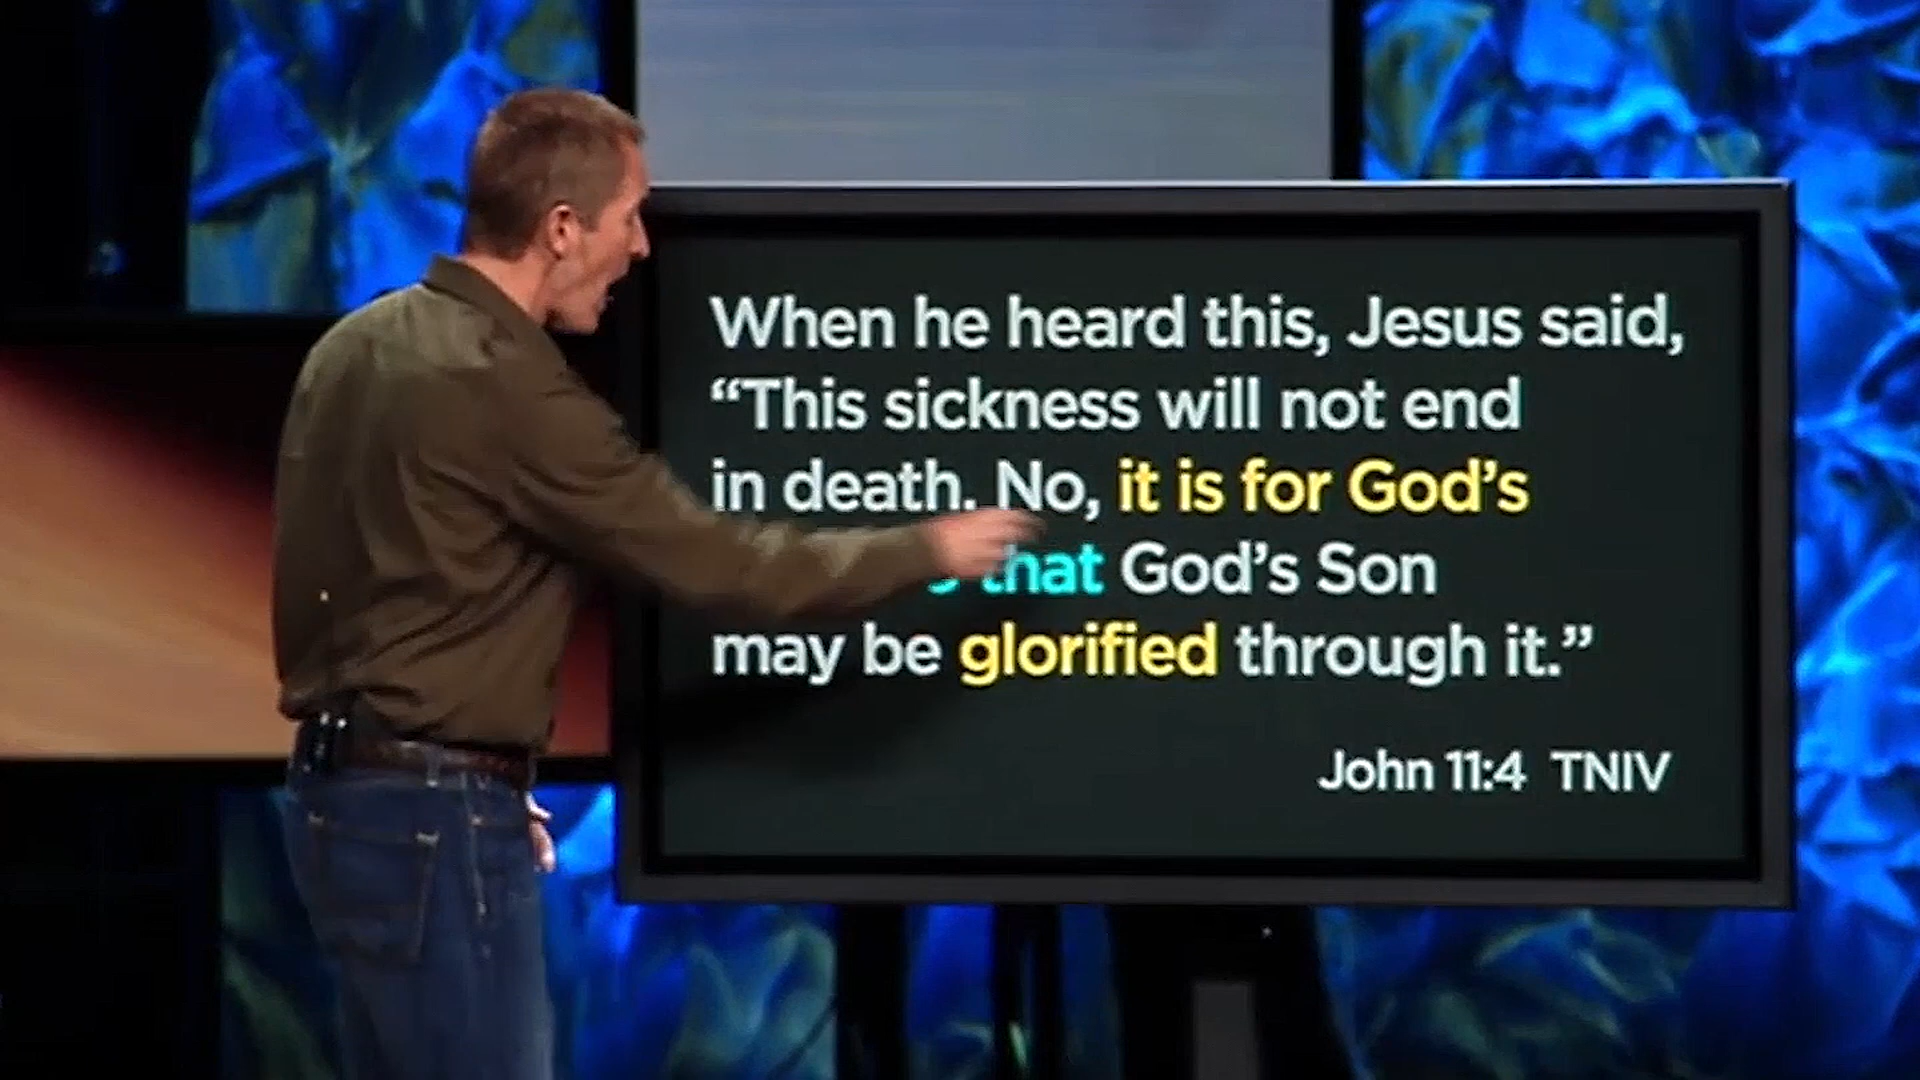 When he heard this, Jesus said,
“This sickness will not end
in death. No, it is for God’s
that God’s Son
may be glorified through it.”
John 11:4 TNIV